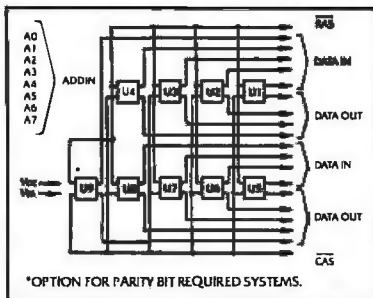 RAS
A0
A1
A2
A3
A4
A5
A6
A7
ADDIN
DATA IN
U4
U3
U2
U1
DATA OUT
DATA IN
U9
U8
U7
U6
U5
DATA OUT
CAS
*OPTION FOR PARITY BIT REQUIRED SYSTEMS.